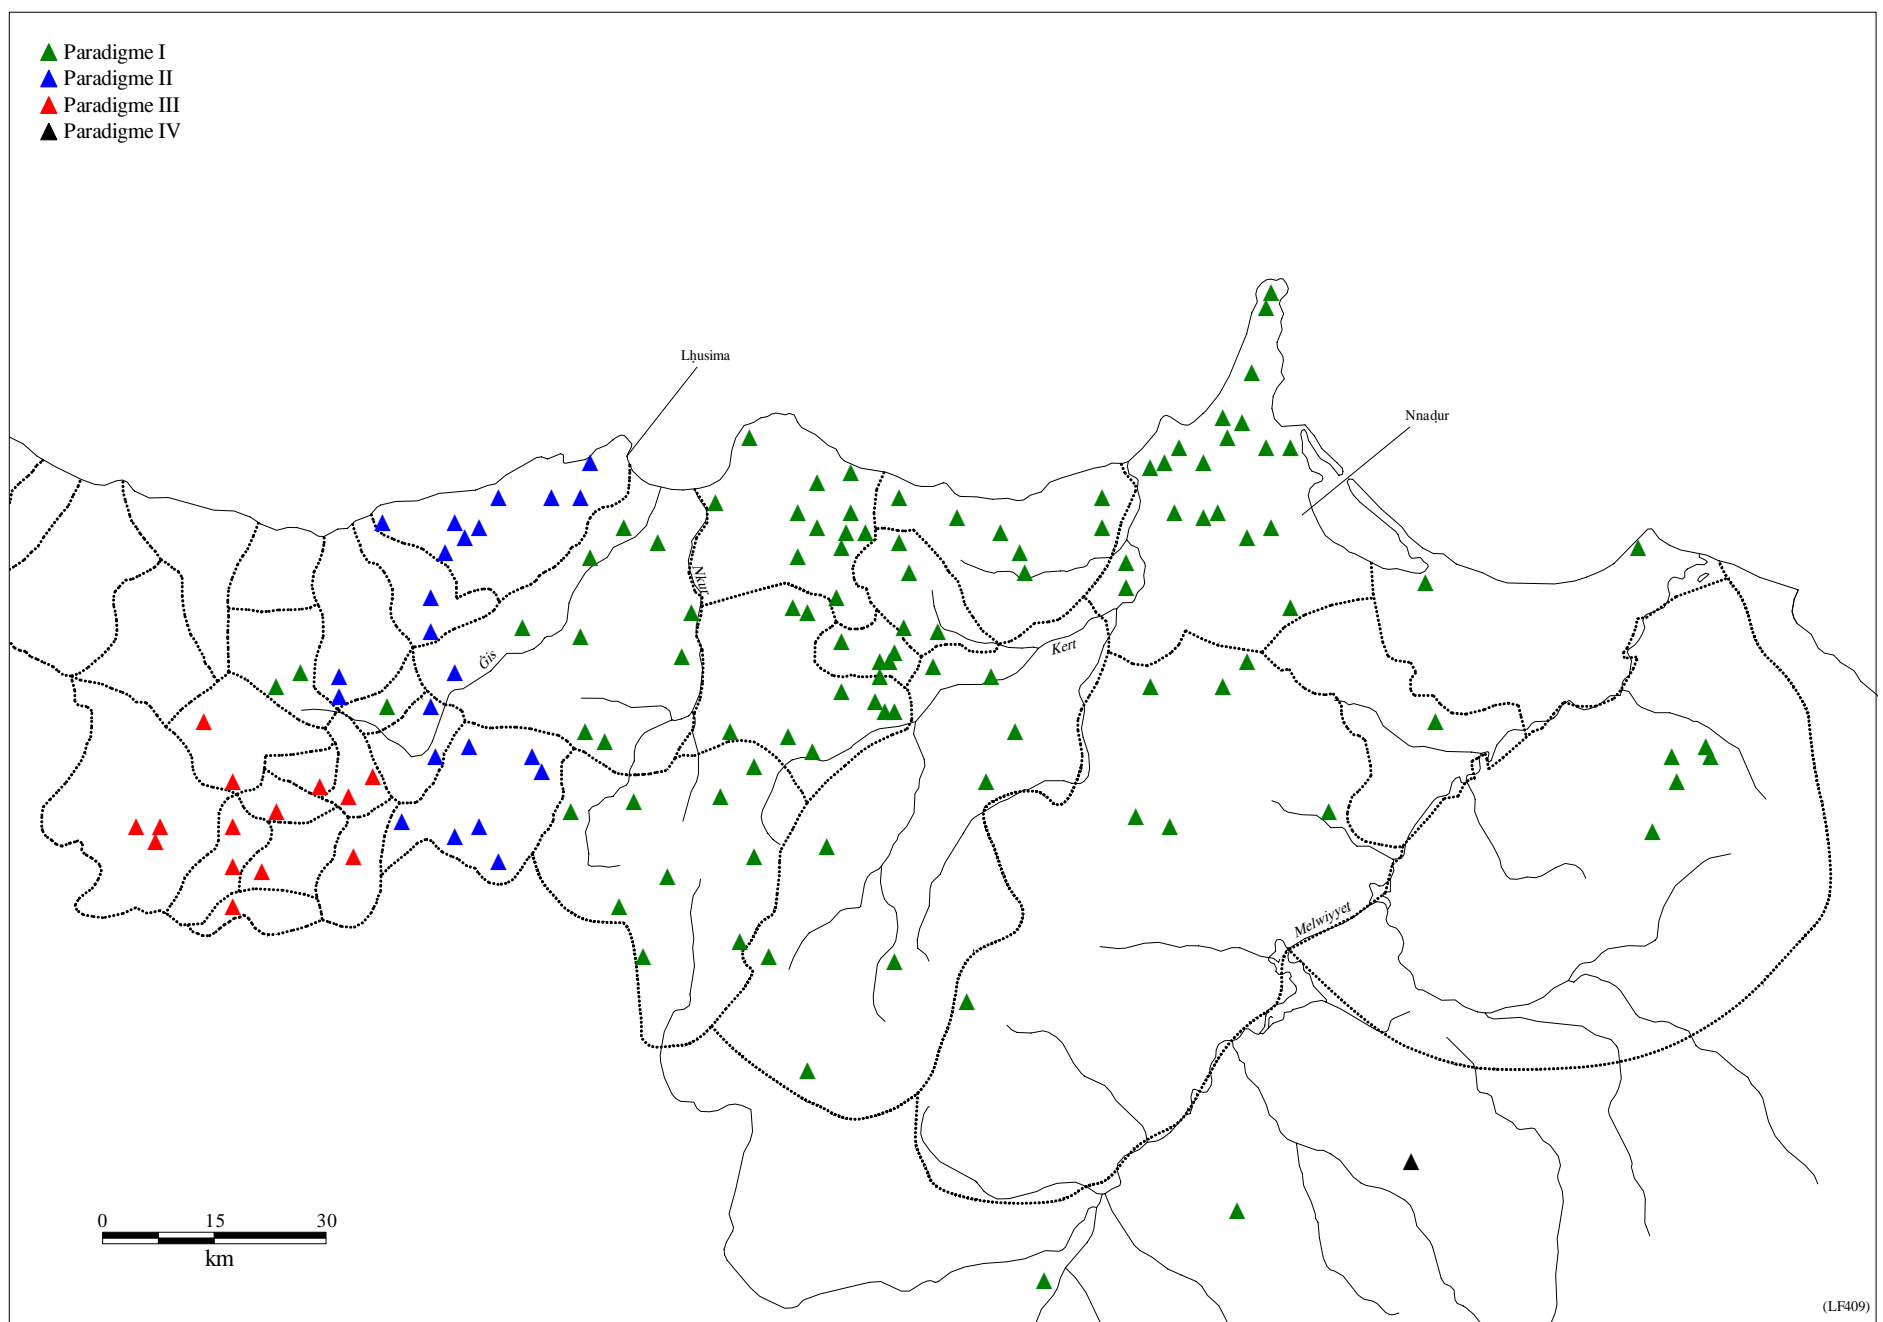 Paradigme I
Paradigme II
Paradigme III
Paradigme IV
Lḥusima
Nnaḍur
Nkur
Ɣis
Kert
Melwiyyet
0 15 30
km
(LF409)